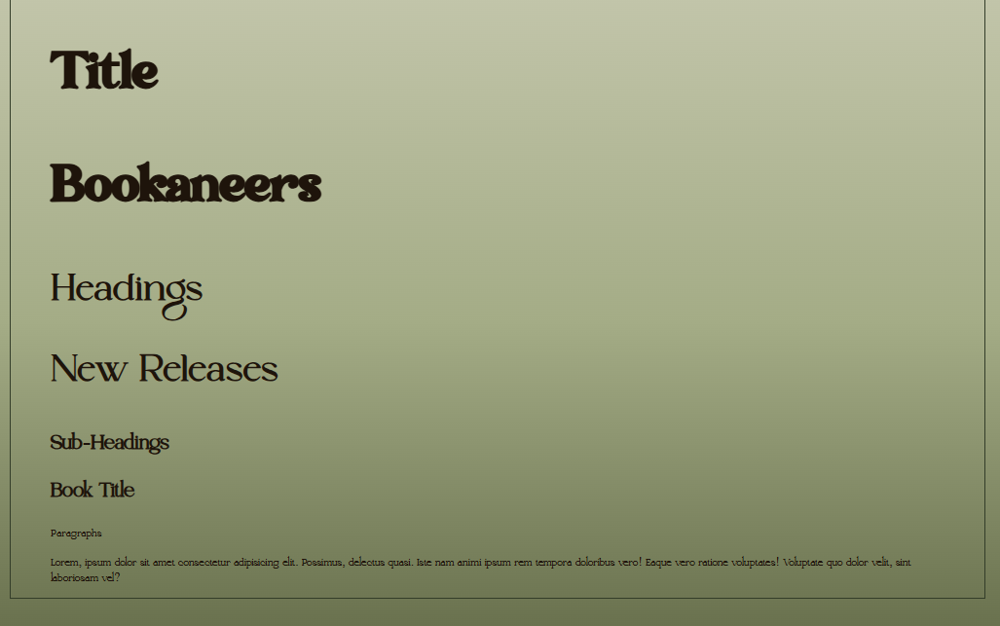 Title
Bookaneers
Headings
New Releases
Sub-Headings
Book Title
Paragraphs
Lorem, ipsum dolor sit amet consectetur adipisicing elit. Possimus, delectus quasi. Iste nam animi ipsum rem tempora doloribus vero! Eaque vero ratione voluptates! Voluptate quo dolor velit, sint
laboriosam vel?